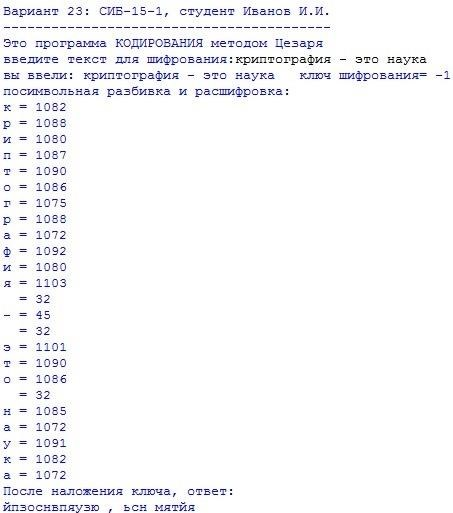 Вариант 23: СИБ-15-1, студент Иванов И.И.
-----------------------------------------
Это программа КОДИРОВАНИЯ методом Цезаря
введите текст для шифрования:криптография - это наука
вы ввели: криптография - это наука   ключ шифрования= -1
посимвольная разбивка и расшифровка:
к = 1082
р = 1088
и = 1080
п = 1087
т = 1090
о = 1086
г = 1075
р = 1088
а = 1072
ф = 1092
и = 1080
я = 1103
  = 32
- = 45
  = 32
э = 1101
т = 1090
о = 1086
  = 32
н = 1085
а = 1072
у = 1091
к = 1082
а = 1072
После наложения ключа, ответ:
йпзоснвпяузю , ьсн мятйя